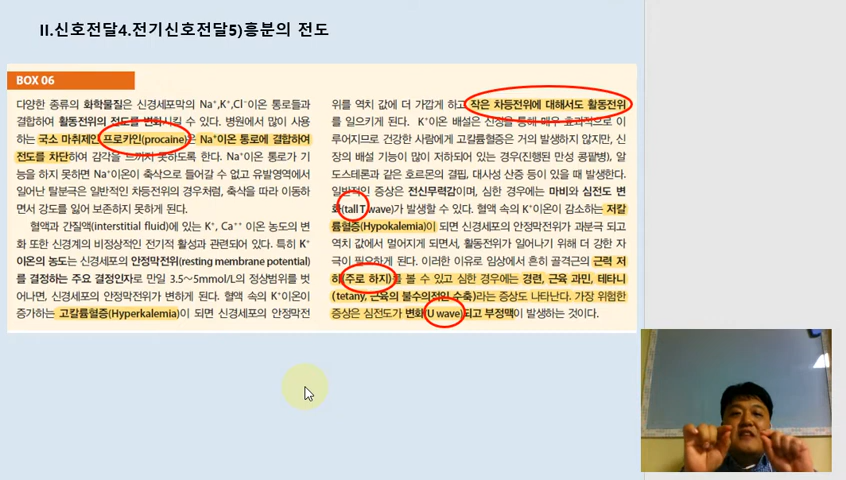 II.신호전달4.전기신호전달5)흥분의 전도
BOX 06
다양한 종류의 화학물질은 신경세포막의 Na⁺,K⁺,Cl⁻이온 통로들과
결합하여 활동전위의 전도를 변화시킬 수 있다. 병원에서 많이 사용
하는 국소 마취제인 프로카인(procaine)은 Na⁺이온 통로에 결합하여
전도를 차단하여 감각을 느끼지 못하도록 한다. Na⁺이온 통로가 기
능을 하지 못하면 Na⁺이온이 축삭으로 들어갈 수 없고 유발영역에서
일어난 탈분극은 일반적인 차등전위의 경우처럼, 축삭을 따라 이동하
면서 강도를 잃어 보존하지 못하게 된다.
혈액과 간질액(interstitial fluid)에 있는 K⁺, Ca⁺⁺ 이온 농도의 변
화 또한 신경계의 비정상적인 전기적 활성과 관련되어 있다. 특히 K⁺
이온의 농도는 신경세포의 안정막전위(resting membrane potential)
를 결정하는 주요 결정인자로 만일 3.5~5mmol/L의 정상범위를 벗
어나면, 신경세포의 안정막전위가 변하게 된다. 혈액 속의 K⁺이온이
증가하는 고칼륨혈증(Hyperkalemia)이 되면 신경세포의 안정막전
위를 역치 값에 더 가깝게 하고 작은 차등전위에 대해서도 활동전위
를 일으키게 된다. K⁺이온 배설은 신장을 통해 매우 효과적으로 이
루어지므로 건강한 사람에게 고칼륨혈증은 거의 발생하지 않지만, 신
장의 배설 기능이 많이 저하되어 있는 경우(진행된 만성 콩팥병), 알
도스테론과 같은 호르몬의 결핍, 대사성 산증 등이 있을 때 발생한다.
일반적인 증상은 전신무력감이며, 심한 경우에는 마비와 심전도 변
화(tall T wave)가 발생할 수 있다. 혈액 속의 K⁺이온이 감소하는 저칼
륨혈증(Hypokalemia)이 되면 신경세포의 안정막전위가 과분극 되고
역치 값에서 멀어지게 되면서, 활동전위가 일어나기 위해 더 강한 자
극이 필요하게 된다. 이러한 이유로 임상에서 흔히 골격근의 근력 저
하(주로 하지)를 볼 수 있고 심한 경우에는 경련, 근육 과민, 테타니
(tetany, 근육의 불수의적인 수축)라는 증상도 나타난다. 가장 위험한
증상은 심전도가 변화(U wave)되고 부정맥이 발생하는 것이다.